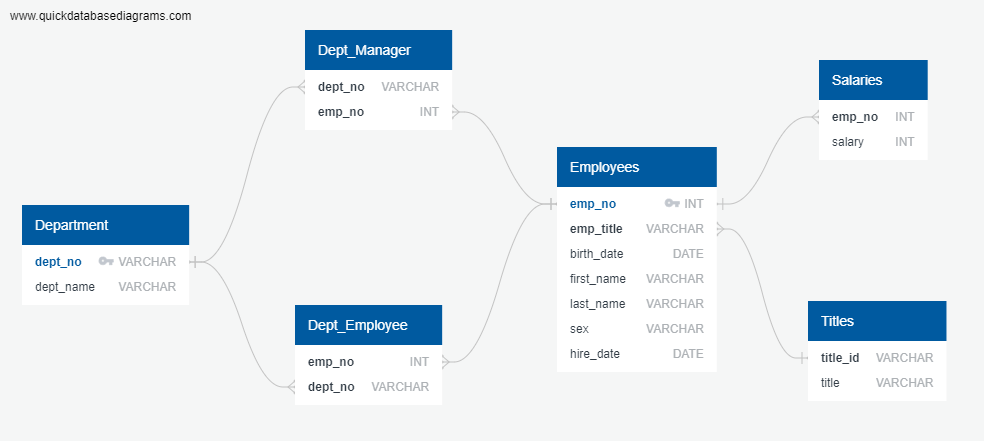 www.quickdatabasediagrams.com
Dept_Manager
dept_no VARCHAR
emp_no INT
Salaries
emp_no INT
salary INT
Employees
emp_no INT
emp_title VARCHAR
birth_date DATE
first_name VARCHAR
last_name VARCHAR
sex VARCHAR
hire_date DATE
Department
dept_no VARCHAR
dept_name VARCHAR
Dept_Employee
emp_no INT
dept_no VARCHAR
Titles
title_id VARCHAR
title VARCHAR